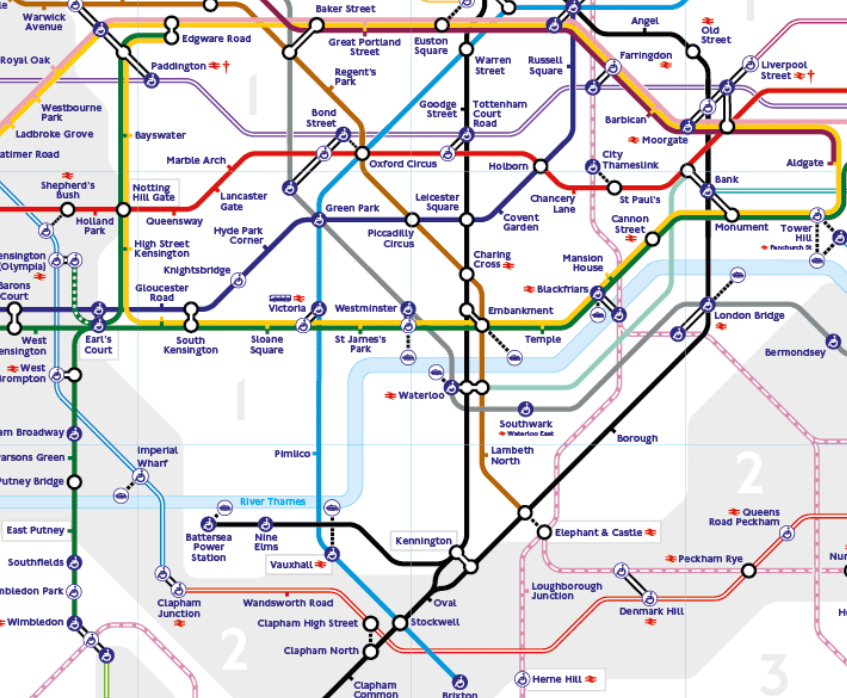 Warwick
Avenue
Baker Street
Angel
Old
Street
Edgware Road
Great Portland
Street
Euston
Square
Warren
Street
Russell
Square
Farringdon
Liverpool
Street
Royal Oak
Paddington
Regent's
Park
1
Westbourne
Park
Ladbroke Grove
Bayswater
Bond
Street
Goodge
Street
Tottenham
Court
Road
Barbican
Moorgate
atimer Road
Marble Arch
Oxford Circus
Holborn
City
Thameslink
Aldgate
Shepherd's
Bush
Notting
Hill Gate
Lancaster
Gate
Chancery
Lane
St Paul's
Bank
Holland
Park
Queensway
Green Park
Leicester
Square
Covent
Garden
Cannon
Street
Monument
Tower
Hill
Fenchurch St
Hyde Park
Corner
Piccadilly
Circus
High Street
Kensington
ensington
(Olympia)
Knightsbridge
Charing
Cross
Mansion
House
Blackfriars
Barons
Court
Gloucester
Road
Victoria
Westminster
Embankment
London Bridge
West
ensington
Earl's
Court
South
Kensington
Sloane
Square
St James's
Park
Temple
Bermondsey
West
Brompton
Waterloo
1
Southwark
Waterloo East
am Broadway
Borough
Imperial
Wharf
Pimlico
Lambeth
North
arsons Green
2
Putney Bridge
River Thames
Queens
Road Peckham
East Putney
Battersea
Power
Station
Nine
Elms
Kennington
Elephant & Castle
Vauxhall
Southfields
Peckham Rye
Nun
mbledon Park
Clapham
Junction
Wandsworth Road
Oval
Loughborough
Junction
Denmark Hill
H
Wimbledon
Clapham High Street
Stockwell
2
Clapham North
Clapham
Common
Brixton
Herne Hill
3